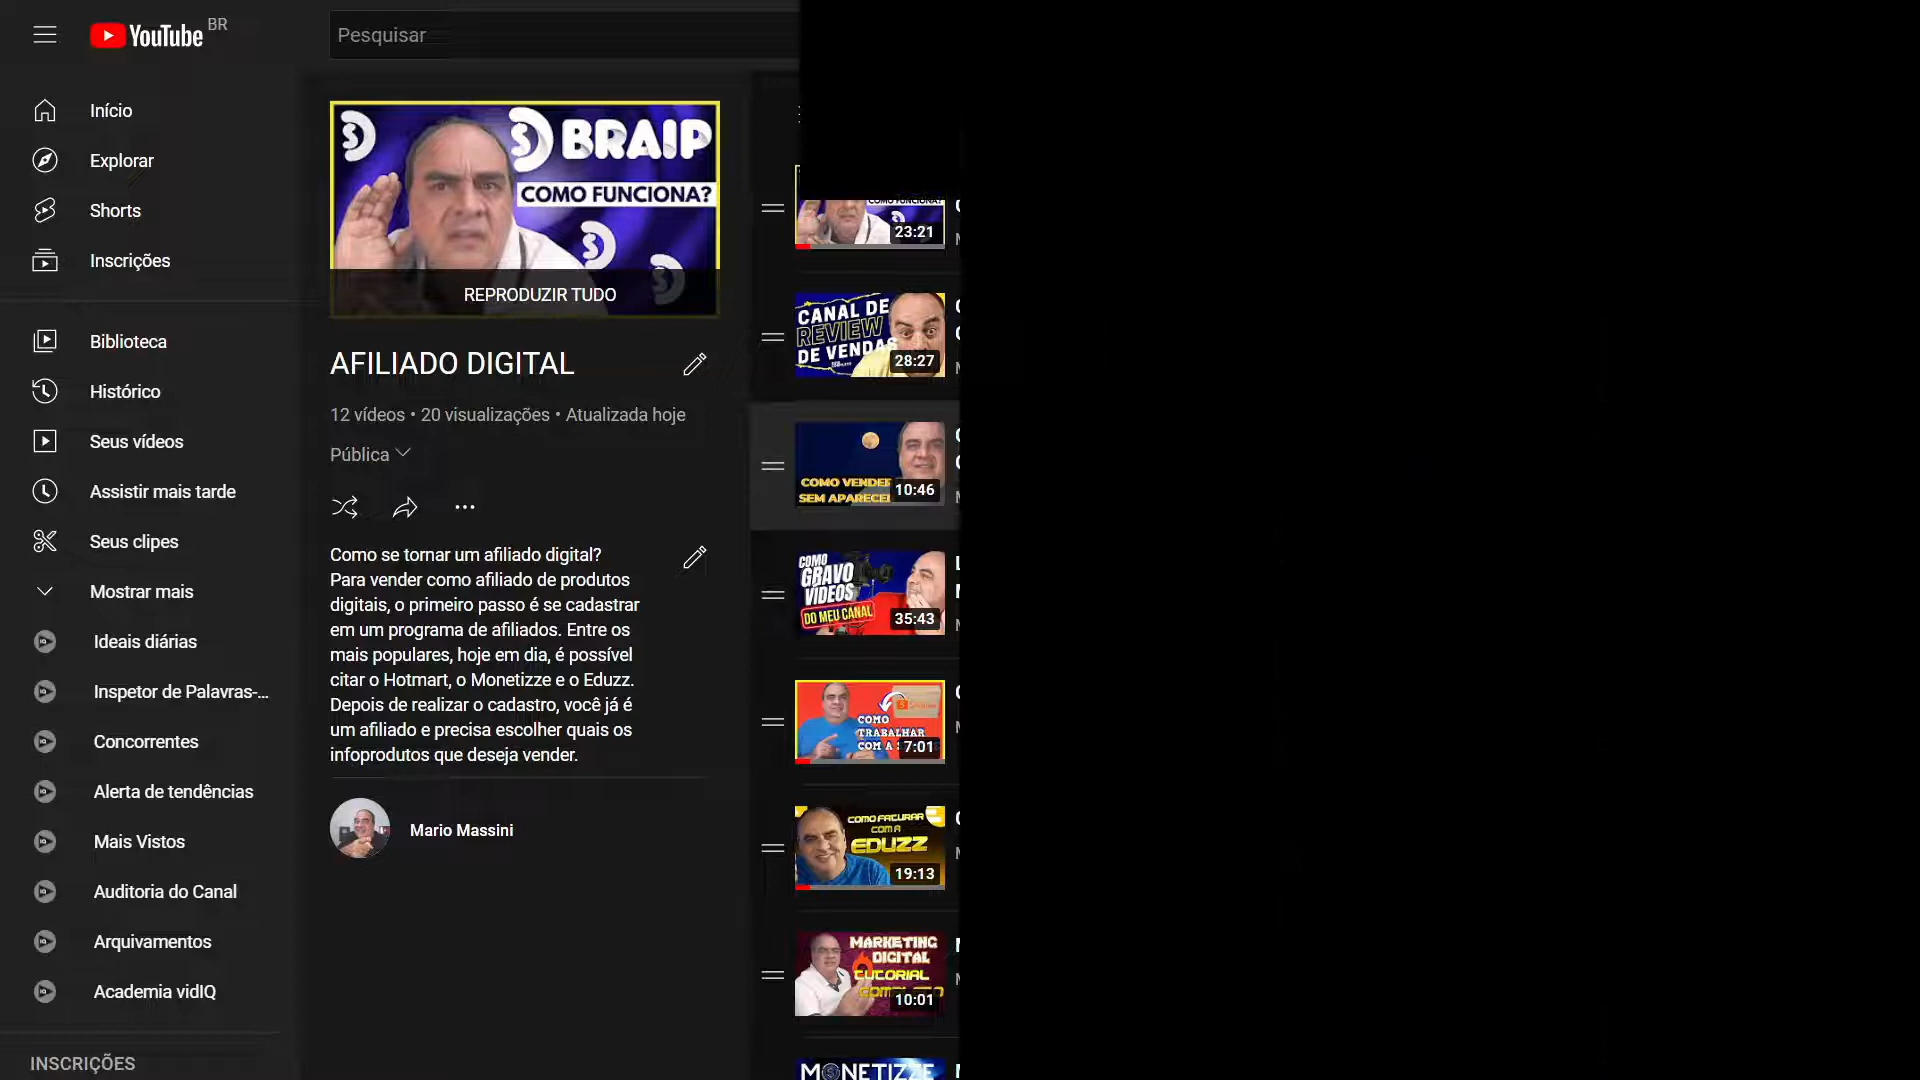 YouTube BR
Pesquisar
Início
Explorar
Shorts
Inscrições
Biblioteca
Histórico
Seus vídeos
Assistir mais tarde
Seus clipes
Mostrar mais
Ideais diárias
Inspetor de Palavras-...
Concorrentes
Alerta de tendências
Mais Vistos
Auditoria do Canal
Arquivamentos
Academia vidIQ
INSCRIÇÕES
BRAIP
COMO FUNCIONA?
REPRODUZIR TUDO
AFILIADO DIGITAL
12 vídeos • 20 visualizações • Atualizada hoje
Pública
Como se tornar um afiliado digital?
Para vender como afiliado de produtos
digitais, o primeiro passo é se cadastrar
em um programa de afiliados. Entre os
mais populares, hoje em dia, é possível
citar o Hotmart, o Monetizze e o Eduzz.
Depois de realizar o cadastro, você já é
um afiliado e precisa escolher quais os
infoprodutos que deseja vender.
Mario Massini
COMO FUNCIONA?
23:21
CANAL DE
REVIEW
DE VENDAS
28:27
COMO VENDER
SEM APARECER
10:46
COMO
GRAVO
VIDEOS
DO MEU CANAL
35:43
COMO
TRABALHAR
COM A
7:01
COMO FATURAR
COM A
EDUZZ
19:13
MARKETING
DIGITAL
TUTORIAL
COMPLETO
10:01
MONETIZZE